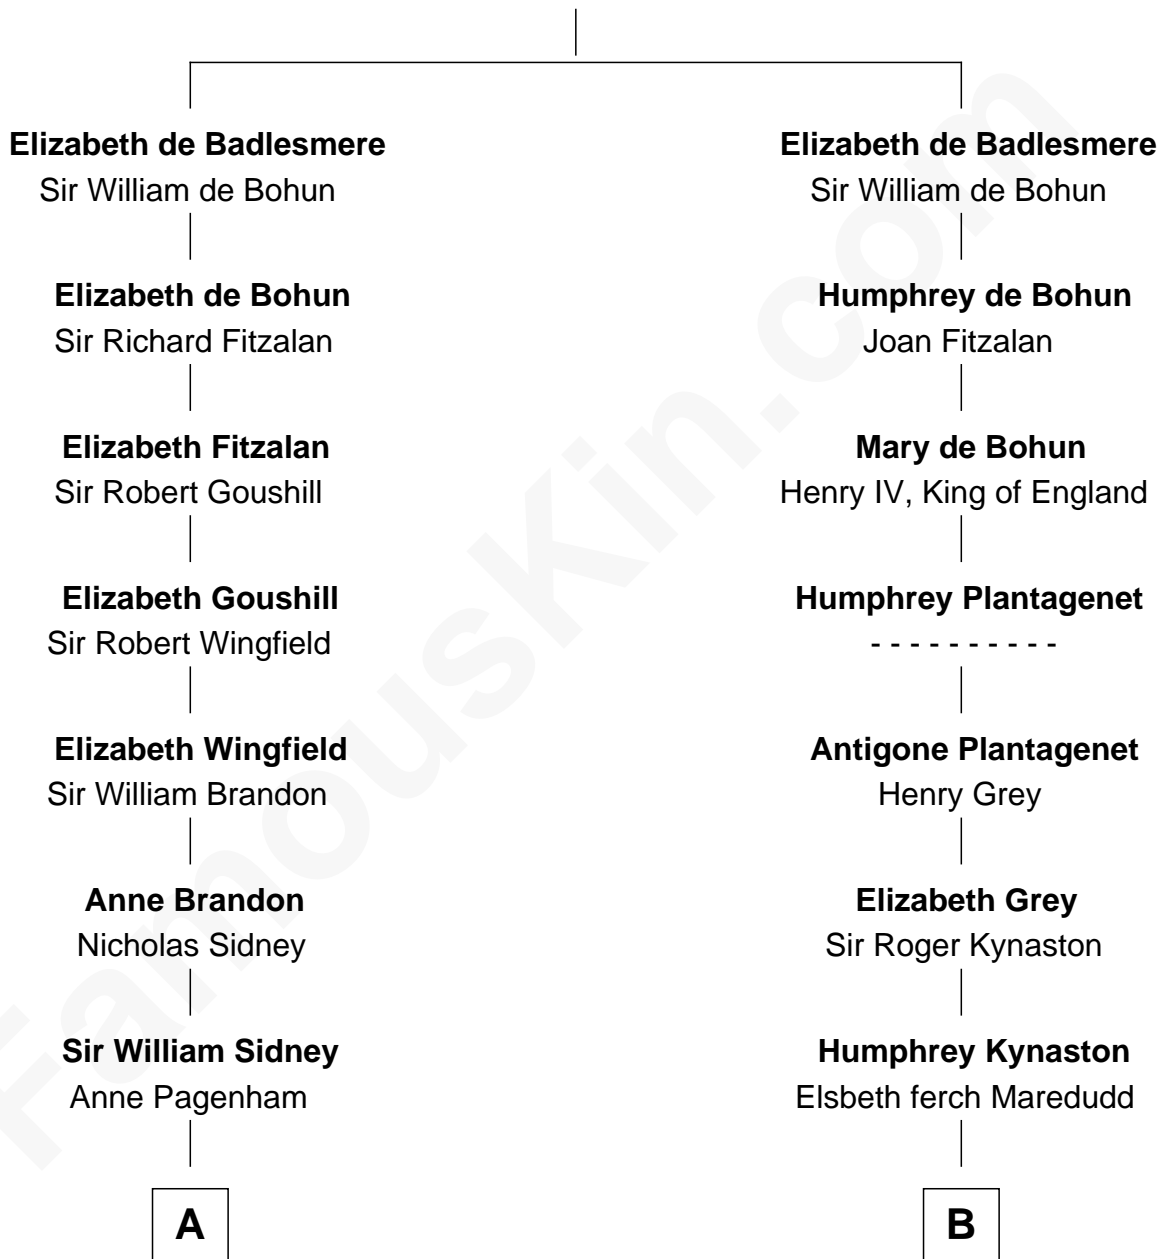 Elizabeth de Badlesmere
Sir William de Bohun
Elizabeth de Bohun
Sir Richard Fitzalan
Elizabeth Fitzalan
Sir Robert Goushill
Elizabeth Goushill
Sir Robert Wingfield
Elizabeth Wingfield
Sir William Brandon
Anne Brandon
Nicholas Sidney
Sir William Sidney
Anne Pagenham
A
Elizabeth de Badlesmere
Sir William de Bohun
Humphrey de Bohun
Joan Fitzalan
Mary de Bohun
Henry IV, King of England
Humphrey Plantagenet
- - - - - - - - - -
Antigone Plantagenet
Henry Grey
Elizabeth Grey
Sir Roger Kynaston
Humphrey Kynaston
Elsbeth ferch Maredudd
B
FamousKin.com